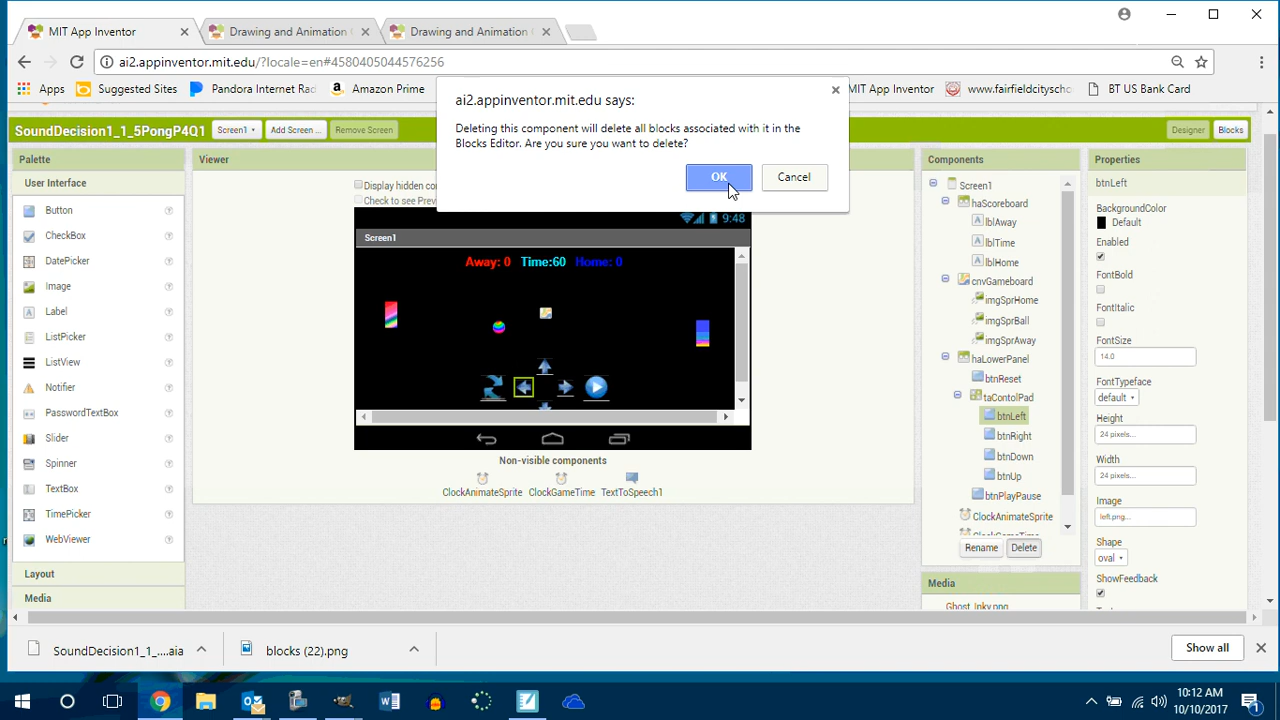 MIT App Inventor
Drawing and Animation
Drawing and Animation
ai2.appinventor.mit.edu/?locale=en#4580405044576256
Apps
Suggested Sites
Pandora Internet Ra
Amazon Prime
MIT App Inventor
www.fairfieldcityscho
BT US Bank Card
ai2.appinventor.mit.edu says:
Deleting this component will delete all blocks associated with it in the
Blocks Editor. Are you sure you want to delete?
OK
Cancel
SoundDecision1_1_5PongP4Q1
Screen1
Add Screen ...
Remove Screen
Designer
Blocks
Palette
User Interface
Button
CheckBox
DatePicker
Image
Label
ListPicker
ListView
Notifier
PasswordTextBox
Slider
Spinner
TextBox
TimePicker
WebViewer
Layout
Media
Viewer
Display hidden co
Check to see Prev
9:48
Screen1
Away: 0 Time:60 Home: 0
Non-visible components
ClockAnimateSprite ClockGameTime TextToSpeech1
Components
Screen1
haScoreboard
lblAway
lblTime
lblHome
cnvGameboard
imgSprHome
imgSprBall
imgSprAway
haLowerPanel
btnReset
taContolPad
btnLeft
btnRight
btnDown
btnUp
btnPlayPause
ClockAnimateSprite
ClockGameTime
Rename
Delete
Media
Ghost_Inky.png
Properties
btnLeft
BackgroundColor
Default
Enabled
FontBold
FontItalic
FontSize
14.0
FontTypeface
default
Height
24 pixels...
Width
24 pixels...
Image
left.png...
Shape
oval
ShowFeedback
SoundDecision1_1_....aia
blocks (22).png
Show all
10:12 AM
10/10/2017